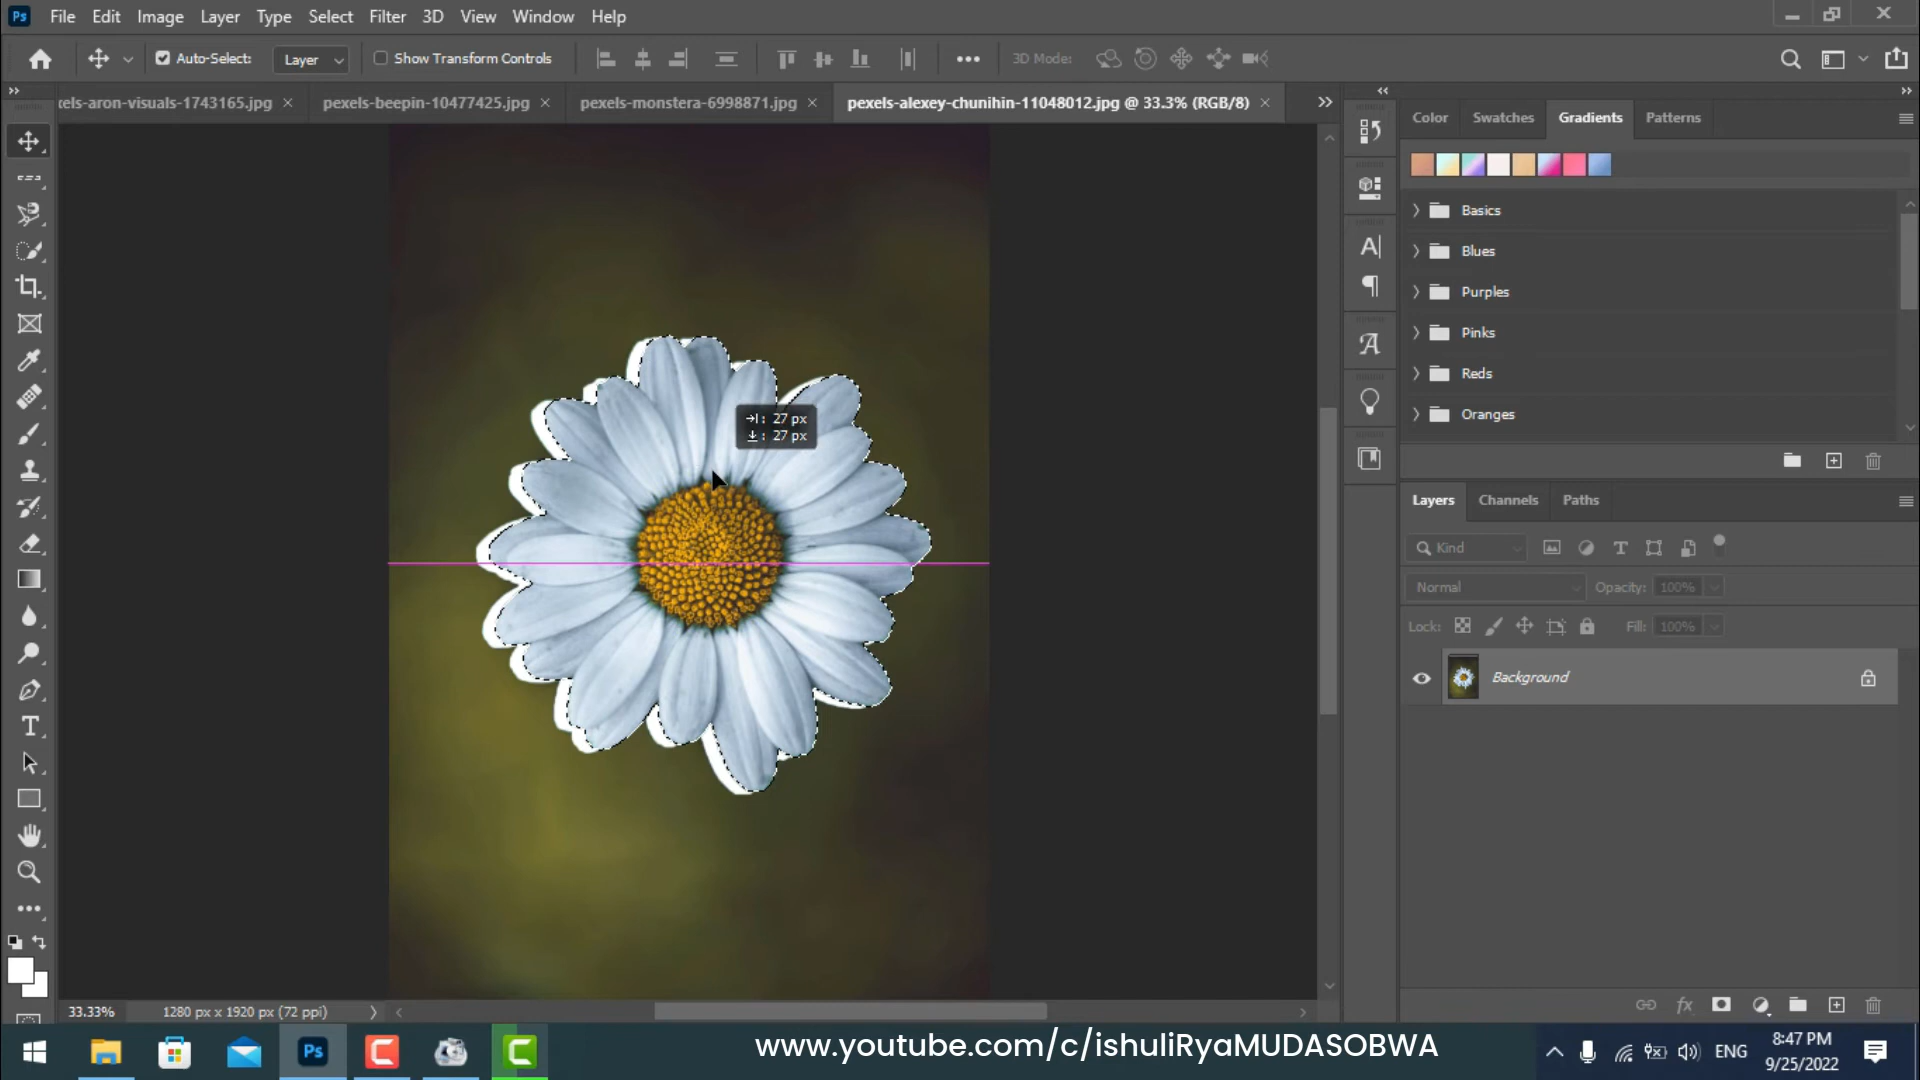 Ps File Edit Image Layer Type Select Filter 3D View Window Help
Auto-Select: Layer Show Transform Controls 3D Mode:
xels-aron-visuals-1743165.jpg × pexels-beepin-10477425.jpg × pexels-monstera-6998871.jpg × pexels-alexey-chunihin-11048012.jpg @ 33.3% (RGB/8) ×
Color Swatches Gradients Patterns
Basics
Blues
Purples
Pinks
Reds
Oranges
: 27 px
: 27 px
Layers Channels Paths
Kind
Normal Opacity: 100%
Lock: Fill: 100%
Background
33.33% 1280 px x 1920 px (72 ppi)
Ps
www.youtube.com/c/ishuliRyaMUDASOBWA
ENG
8:47 PM
9/25/2022